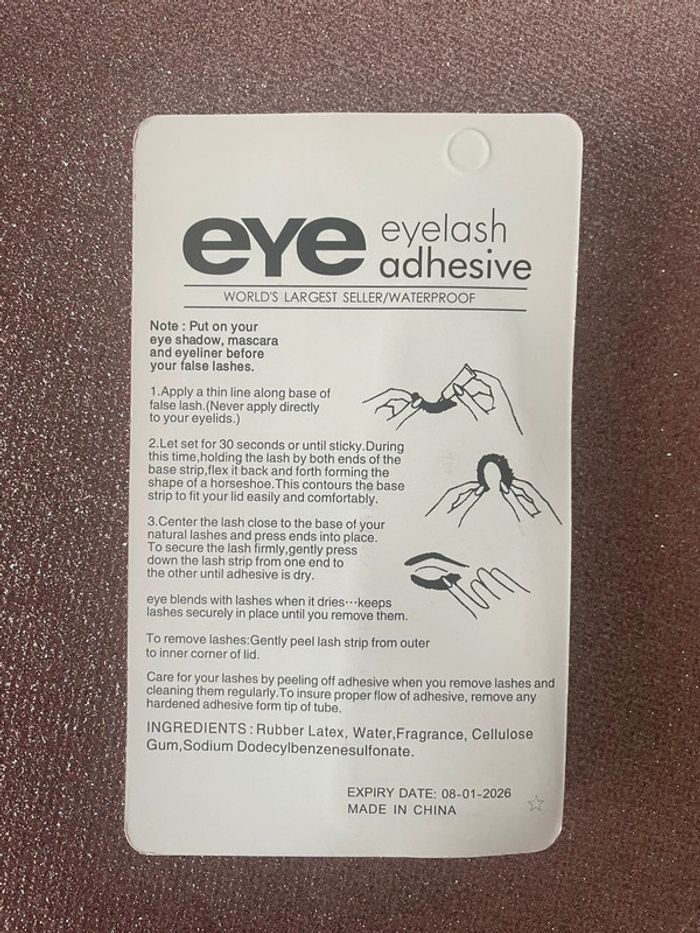 eye eyelash
adhesive
WORLD'S LARGEST SELLER/WATERPROOF
Note : Put on your
eye shadow, mascara
and eyeliner before
your false lashes.
1.Apply a thin line along base of
false lash.(Never apply directly
to your eyelids.)
2.Let set for 30 seconds or until sticky.During
this time,holding the lash by both ends of the
base strip,flex it back and forth forming the
shape of a horseshoe.This contours the base
strip to fit your lid easily and comfortably.
3.Center the lash close to the base of your
natural lashes and press ends into place.
To secure the lash firmly,gently press
down the lash strip from one end to
the other until adhesive is dry.
eye blends with lashes when it dries···keeps
lashes securely in place until you remove them.
To remove lashes:Gently peel lash strip from outer
to inner corner of lid.
Care for your lashes by peeling off adhesive when you remove lashes and
cleaning them regularly.To insure proper flow of adhesive, remove any
hardened adhesive form tip of tube.
INGREDIENTS : Rubber Latex, Water,Fragrance, Cellulose
Gum,Sodium Dodecylbenzenesulfonate.
EXPIRY DATE: 08-01-2026
MADE IN CHINA